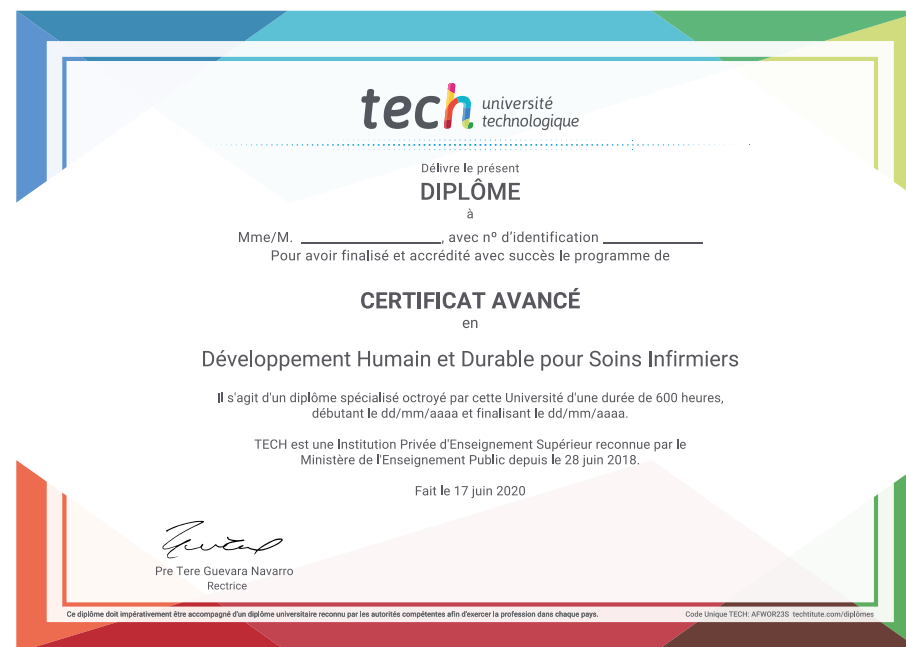 tech université
technologique
Délivre le présent
DIPLÔME
à
Mme/M. ____________________, avec nº d'identification ______________
Pour avoir finalisé et accrédité avec succès le programme de
CERTIFICAT AVANCÉ
en
Développement Humain et Durable pour Soins Infirmiers
Il s'agit d'un diplôme spécialisé octroyé par cette Université d'une durée de 600 heures,
débutant le dd/mm/aaaa et finalisant le dd/mm/aaaa.
TECH est une Institution Privée d'Enseignement Supérieur reconnue par le
Ministère de l'Enseignement Public depuis le 28 juin 2018.
Fait le 17 juin 2020
Pre Tere Guevara Navarro
Rectrice
Ce diplôme doit impérativement être accompagné d'un diplôme universitaire reconnu par les autorités compétentes afin d'exercer la profession dans chaque pays.
Code Unique TECH: AFWOR23S techtitute.com/diplômes